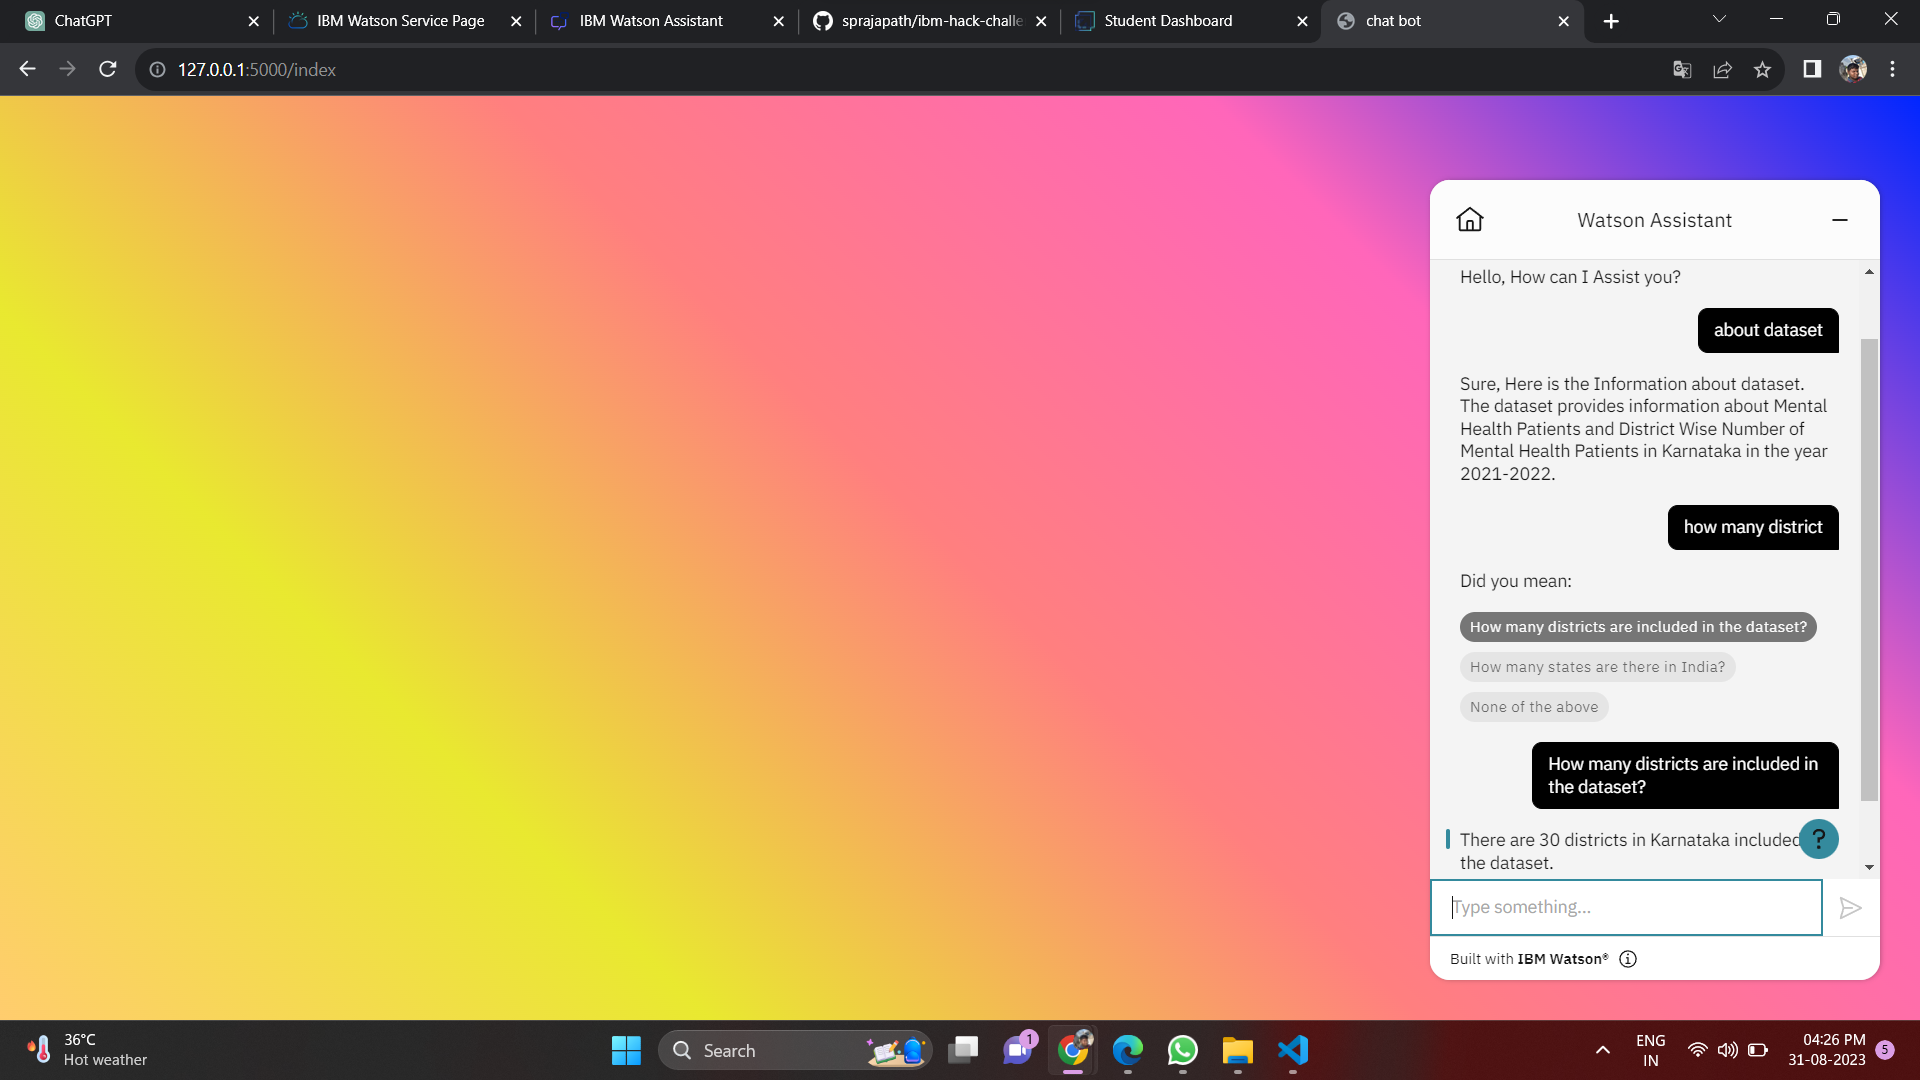 ChatGPT
IBM Watson Service Page
IBM Watson Assistant
sprajapath/ibm-hack-challe
Student Dashboard
chat bot
127.0.0.1:5000/index
Watson Assistant
Hello, How can I Assist you?
about dataset
Sure, Here is the Information about dataset.
The dataset provides information about Mental
Health Patients and District Wise Number of
Mental Health Patients in Karnataka in the year
2021-2022.
how many district
Did you mean:
How many districts are included in the dataset?
How many states are there in India?
None of the above
How many districts are included in
the dataset?
There are 30 districts in Karnataka included
?
the dataset.
Type something...
Built with IBM Watson®
36°C
Hot weather
Search
1
ENG
IN
04:26 PM
31-08-2023
5